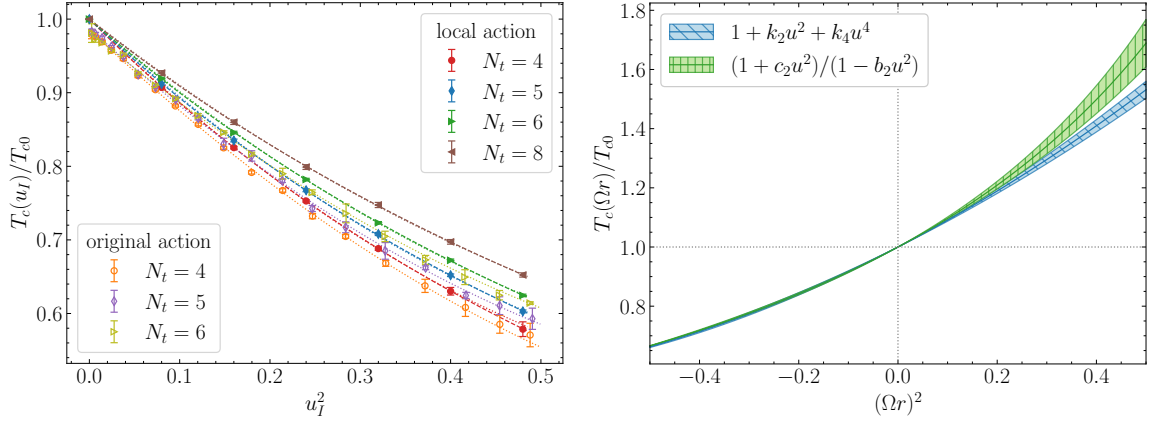 1.0
0.9
0.8
0.7
0.6
T_c(u_I)/T_{c0}
0.0 0.1 0.2 0.3 0.4 0.5
u_I^2
local action
N_t = 4
N_t = 5
N_t = 6
N_t = 8
original action
N_t = 4
N_t = 5
N_t = 6
1.8
1.6
1.4
1.2
1.0
0.8
T_c(Ωr)/T_{c0}
−0.4 −0.2 0.0 0.2 0.4
(Ωr)^2
1 + k_2u^2 + k_4u^4
(1 + c_2u^2)/(1 − b_2u^2)